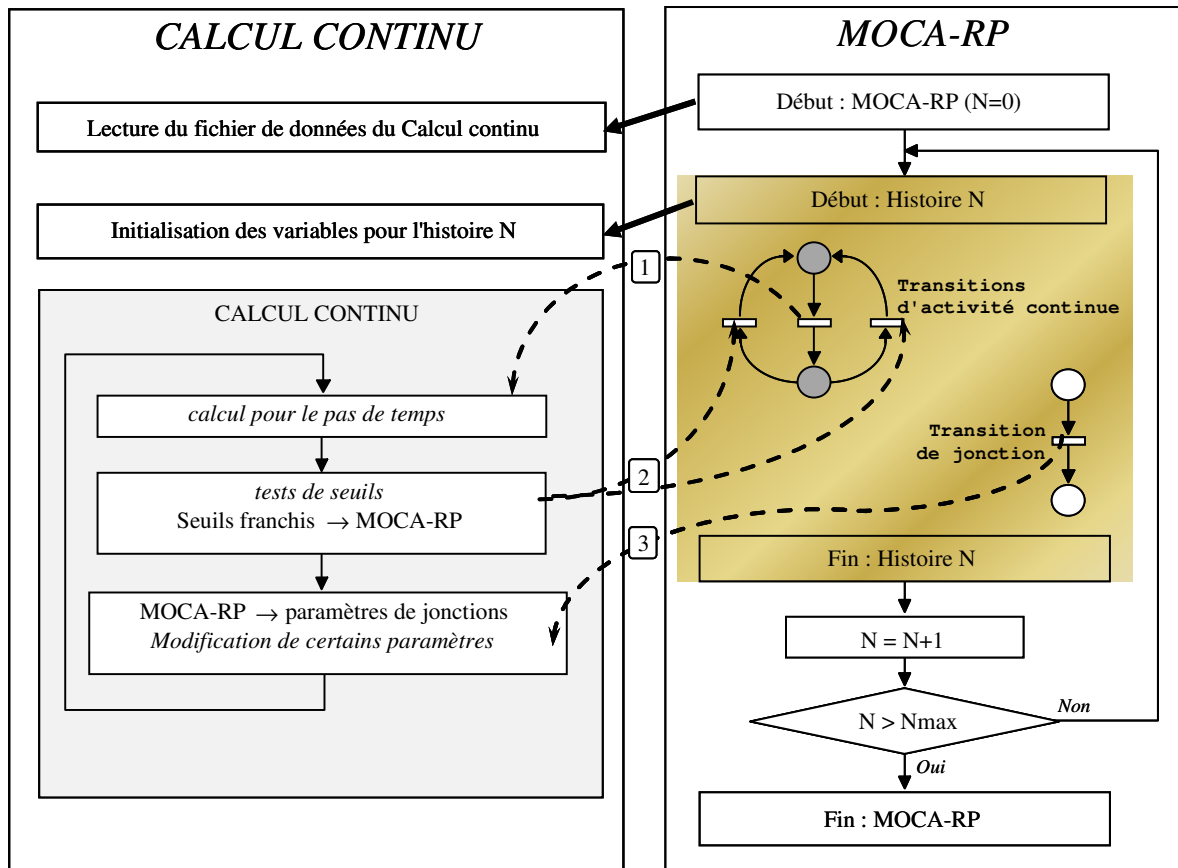 CALCUL CONTINU
Lecture du fichier de données du Calcul continu
Initialisation des variables pour l'histoire N
CALCUL CONTINU
calcul pour le pas de temps
tests de seuils
Seuils franchis → MOCA-RP
MOCA-RP → paramètres de jonctions
Modification de certains paramètres
1
2
3
MOCA-RP
Début : MOCA-RP (N=0)
Début : Histoire N
Transitions
d'activité continue
Transition
de jonction
Fin : Histoire N
N = N+1
N > Nmax
Non
Oui
Fin : MOCA-RP